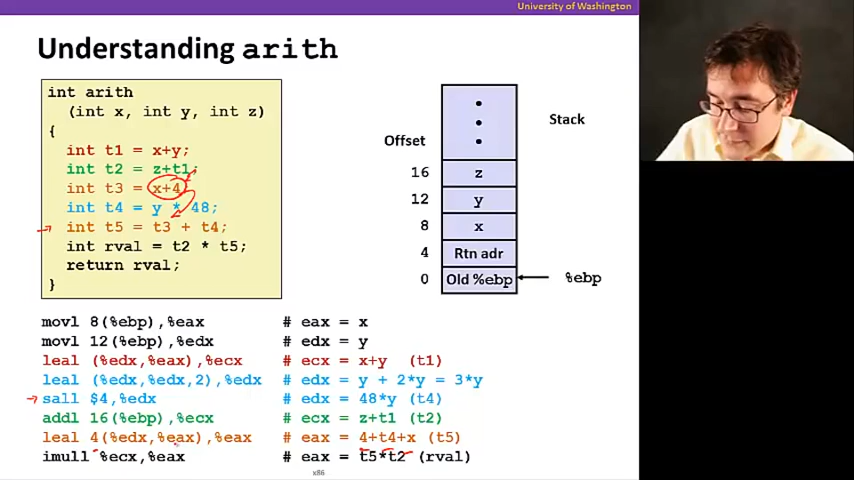 University of Washington
Understanding arith
int arith
(int x, int y, int z)
{
int t1 = x+y;
int t2 = z+t1;
int t3 = x+4;
int t4 = y * 48;
int t5 = t3 + t4;
int rval = t2 * t5;
return rval;
}
Offset
Stack
16 z
12 y
8 x
4 Rtn adr
0 Old %ebp %ebp
movl 8(%ebp),%eax # eax = x
movl 12(%ebp),%edx # edx = y
leal (%edx,%eax),%ecx # ecx = x+y (t1)
leal (%edx,%edx,2),%edx # edx = y + 2*y = 3*y
sall $4,%edx # edx = 48*y (t4)
addl 16(%ebp),%ecx # ecx = z+t1 (t2)
leal 4(%edx,%eax),%eax # eax = 4+t4+x (t5)
imull %ecx,%eax # eax = t5*t2 (rval)
x86